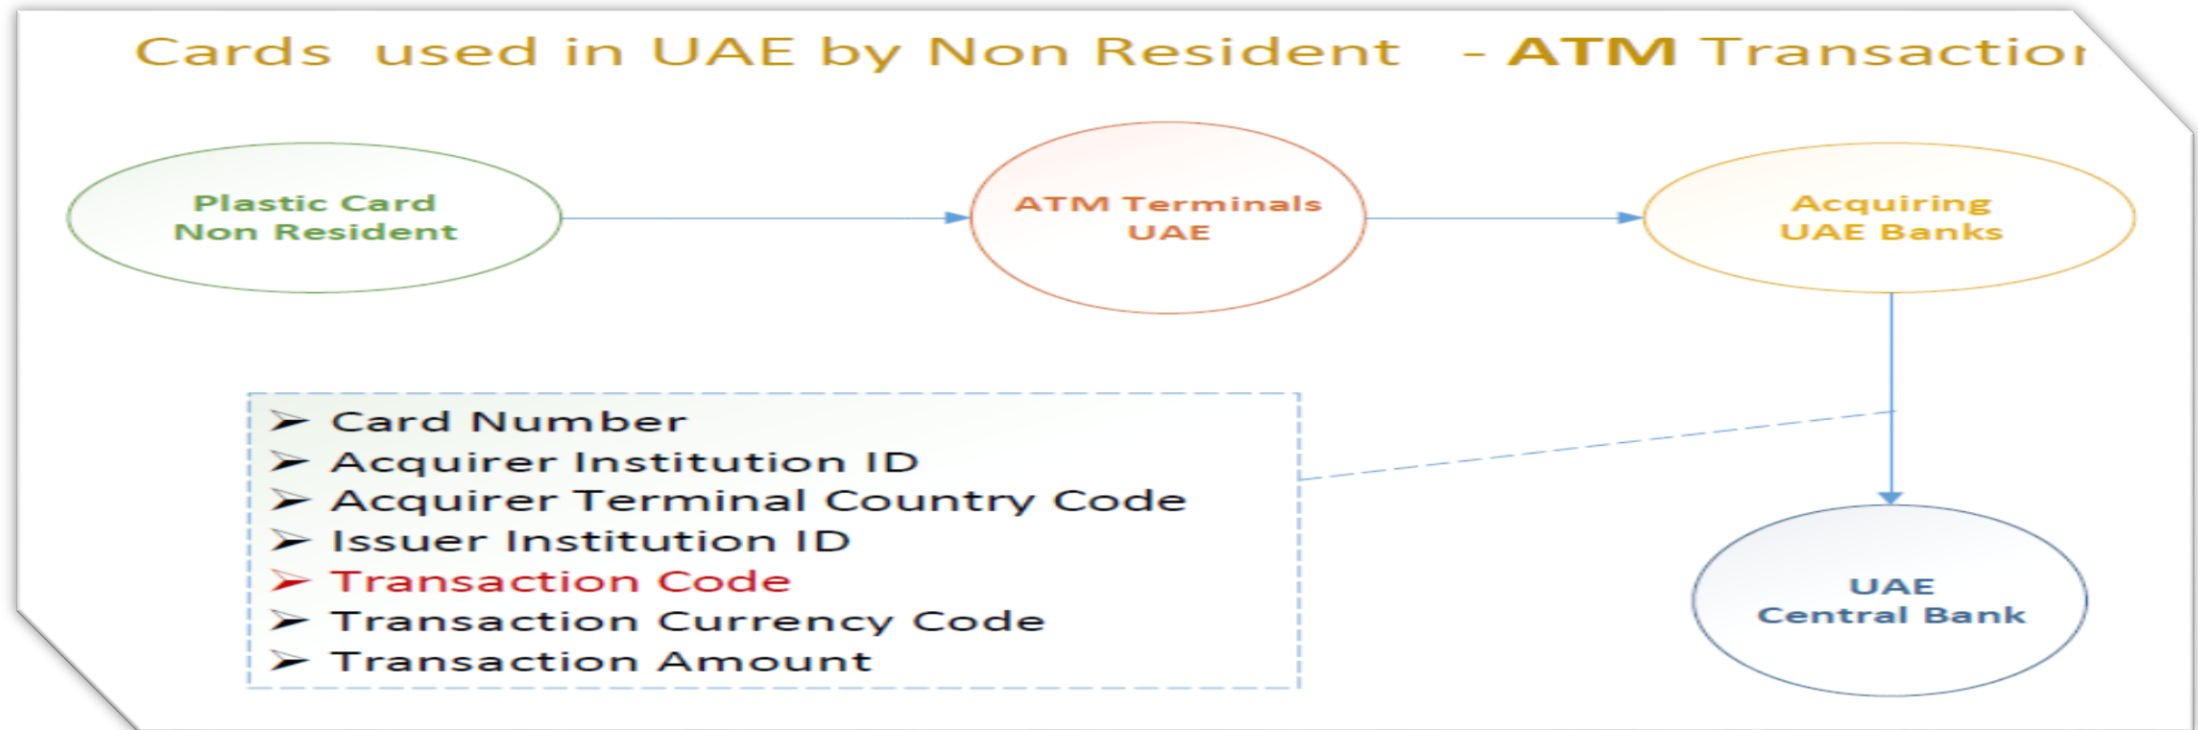 Cards used in UAE by Non Resident - ATM Transaction
Plastic Card
Non Resident
ATM Terminals
UAE
Acquiring
UAE Banks
Card Number
Acquirer Institution ID
Acquirer Terminal Country Code
Issuer Institution ID
Transaction Code
Transaction Currency Code
Transaction Amount
UAE
Central Bank